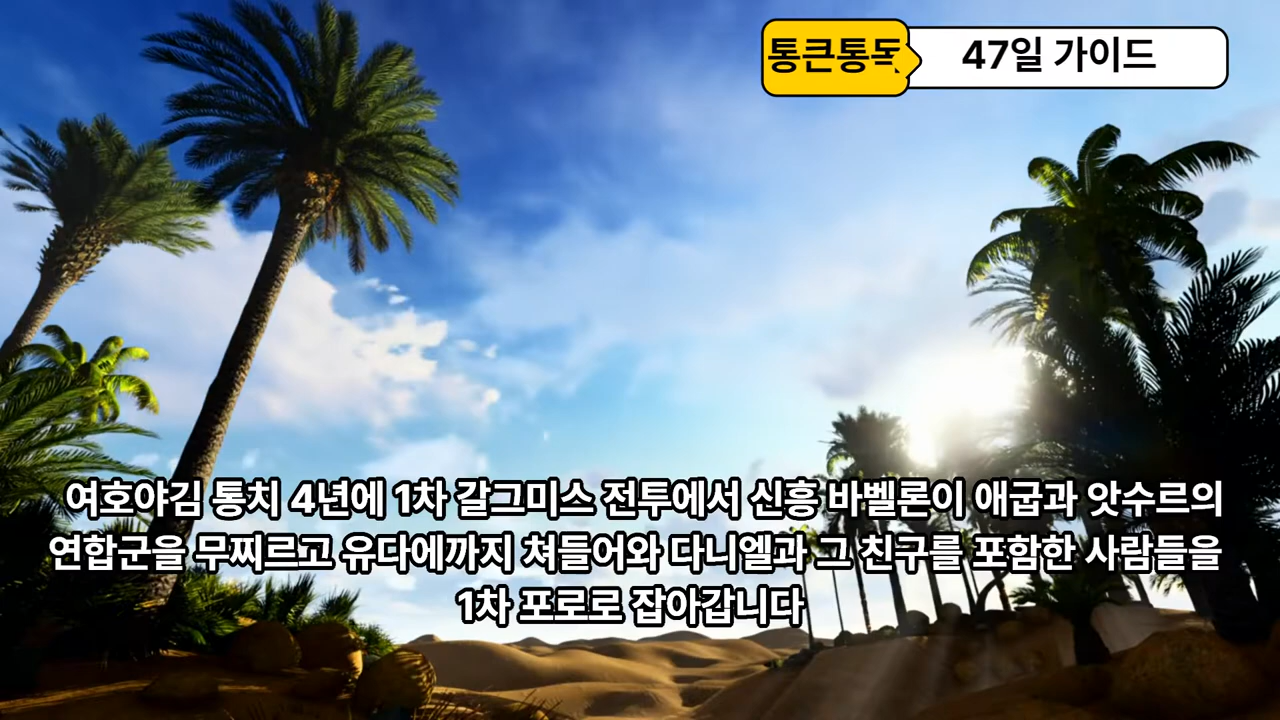 통큰통독
47일 가이드
여호야김 통치 4년에 1차 갈그미스 전투에서 신흥 바벨론이 애굽과 앗수르의
연합군을 무찌르고 유다에까지 쳐들어와 다니엘과 그 친구를 포함한 사람들을
1차 포로로 잡아갑니다